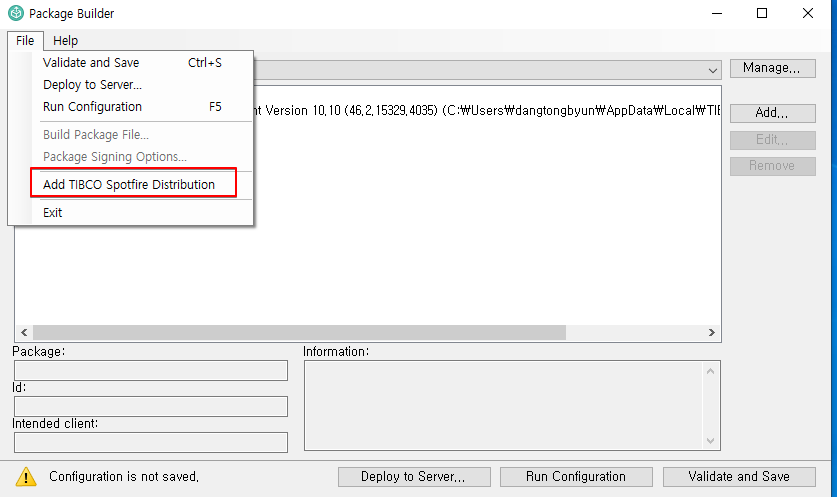 Package Builder
File Help
Validate and Save Ctrl+S
Deploy to Server...
Run Configuration F5
Build Package File...
Package Signing Options...
Add TIBCO Spotfire Distribution
Exit
Manage...
nt Version 10.10 (46.2.15329.4035) (C:₩Users₩dangtongbyun₩AppData₩Local₩TIE
Add...
Edit...
Remove
Package:
Information:
Id:
Intended client:
Configuration is not saved.
Deploy to Server... Run Configuration Validate and Save